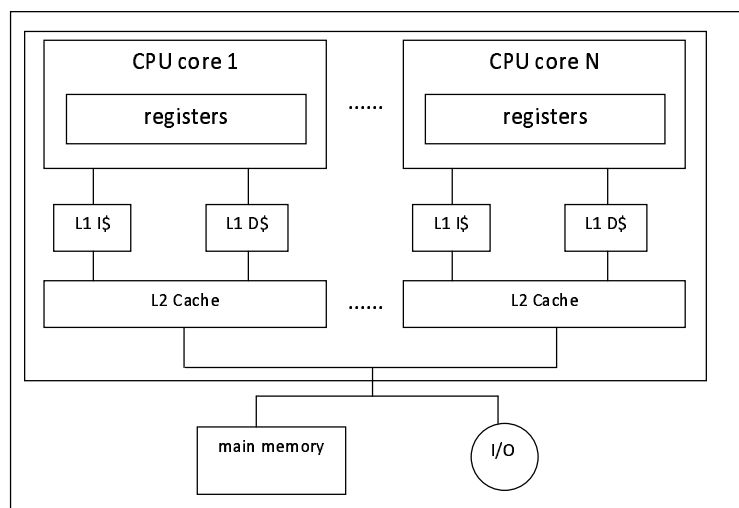 CPU core 1
CPU core N
registers
......
registers
L1 I$
L1 D$
L1 I$
L1 D$
L2 Cache
......
L2 Cache
main memory
I/O